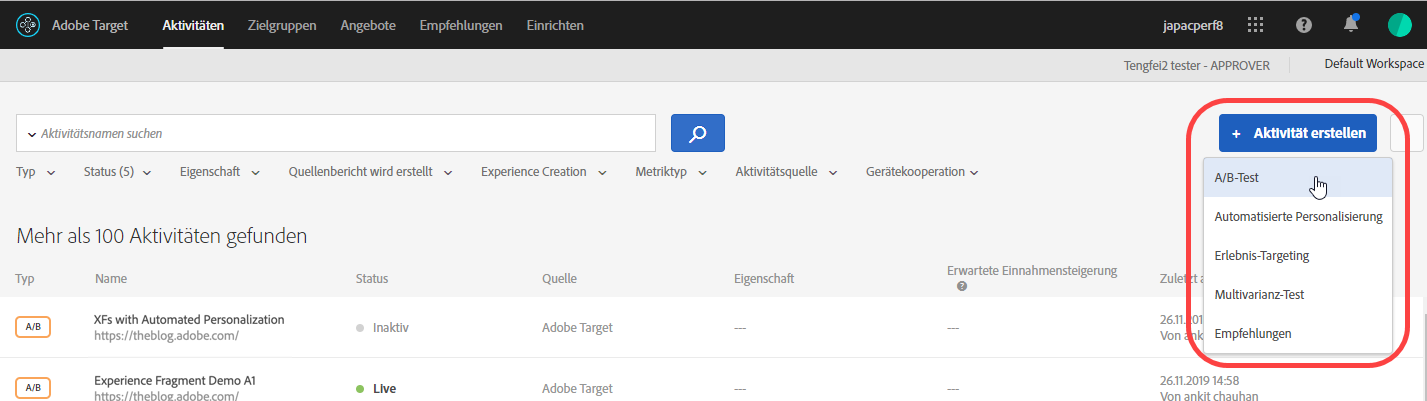 Adobe Target Aktivitäten Zielgruppen Angebote Empfehlungen Einrichten japacperf8
Tengfei2 tester - APPROVER Default Workspace
Aktivitätsnamen suchen
+ Aktivität erstellen
Typ Status (5) Eigenschaft Quellenbericht wird erstellt Experience Creation Metriktyp Aktivitätsquelle Gerätekooperation
A/B-Test
Automatisierte Personalisierung
Erlebnis-Targeting
Multivarianz-Test
Empfehlungen
Mehr als 100 Aktivitäten gefunden
Typ Name Status Quelle Eigenschaft Erwartete Einnahmensteigerung Zuletzt
A/B XFs with Automated Personalization Inaktiv Adobe Target --- --- 26.11.
https://theblog.adobe.com/ Von ankit
A/B Experience Fragment Demo A1 Live Adobe Target --- --- 26.11.2019 14:58
https://theblog.adobe.com/ Von ankit chauhan